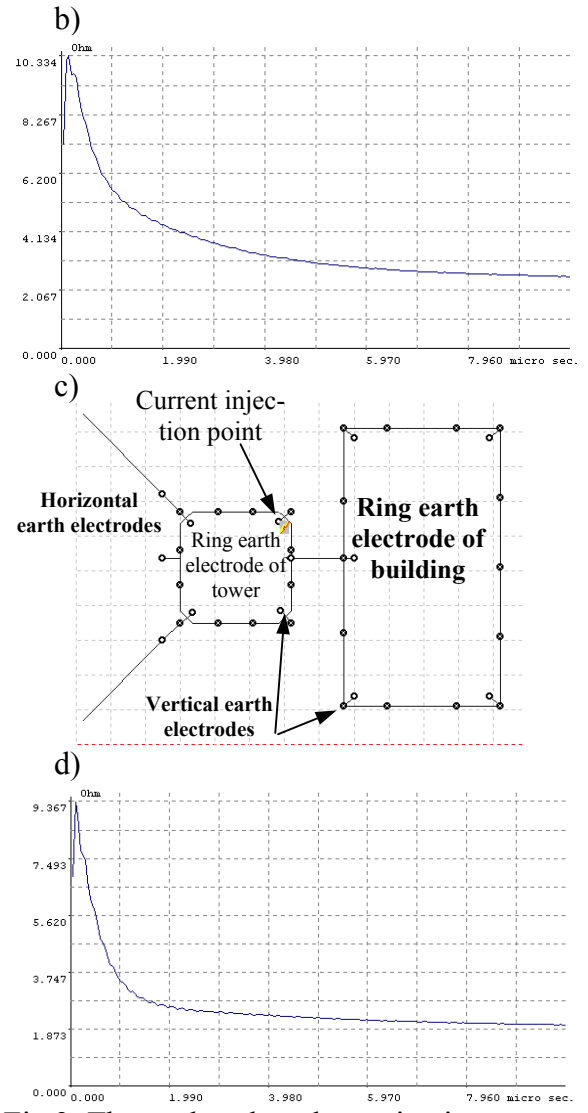 b)
Ohm
10.334
8.267
6.200
4.134
2.067
0.000
0.000 1.990 3.980 5.970 7.960 micro sec.
c)
Current injec-
tion point
Horizontal
earth electrodes
Ring earth
electrode of
tower
Ring earth
electrode of
building
Vertical earth
electrodes
d)
Ohm
9.367
7.493
5.620
3.747
1.873
0.000
0.000 1.990 3.980 5.970 7.960 micro sec.